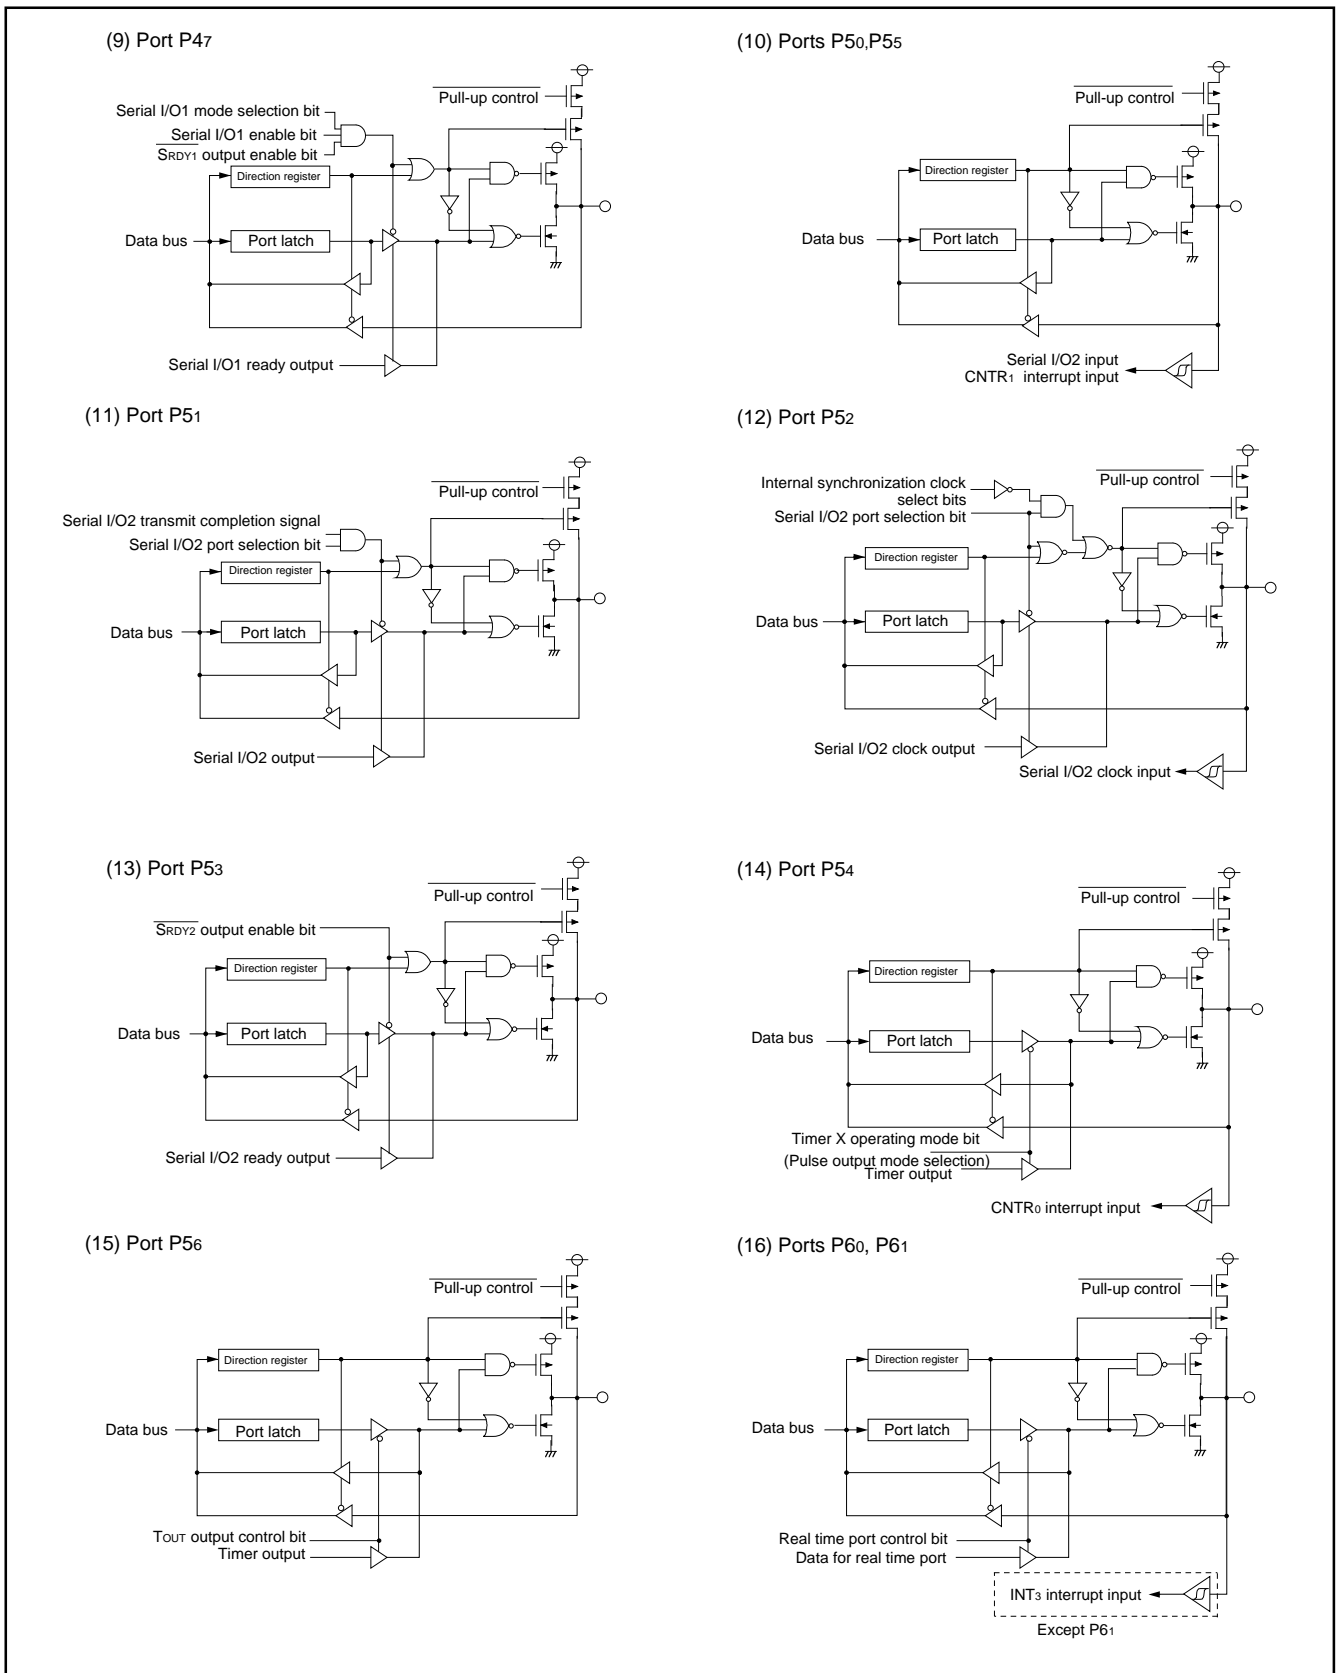 (9) Port P47
Pull-up control
Serial I/O1 mode selection bit
Serial I/O1 enable bit
SRDY1 output enable bit
Direction register
Data bus
Port latch
Serial I/O1 ready output
(10) Ports P50,P55
Pull-up control
Direction register
Data bus
Port latch
Serial I/O2 input
CNTR1 interrupt input
(11) Port P51
Pull-up control
Serial I/O2 transmit completion signal
Serial I/O2 port selection bit
Direction register
Data bus
Port latch
Serial I/O2 output
(12) Port P52
Pull-up control
Internal synchronization clock
select bits
Serial I/O2 port selection bit
Direction register
Data bus
Port latch
Serial I/O2 clock output
Serial I/O2 clock input
(13) Port P53
Pull-up control
SRDY2 output enable bit
Direction register
Data bus
Port latch
Serial I/O2 ready output
(14) Port P54
Pull-up control
Direction register
Data bus
Port latch
Timer X operating mode bit
(Pulse output mode selection)
Timer output
CNTR0 interrupt input
(15) Port P56
Pull-up control
Direction register
Data bus
Port latch
TOUT output control bit
Timer output
(16) Ports P60, P61
Pull-up control
Direction register
Data bus
Port latch
Real time port control bit
Data for real time port
INT3 interrupt input
Except P61